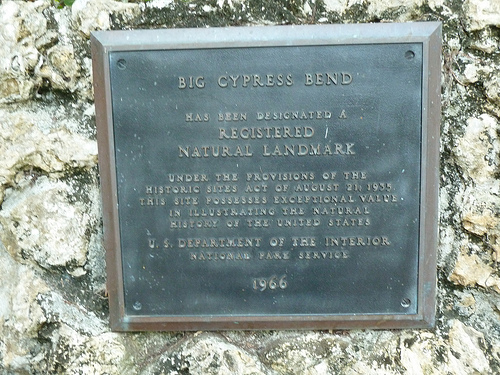 BIG CYPRESS BEND
HAS BEEN DESIGNATED A
REGISTERED
NATURAL LANDMARK
UNDER THE PROVISIONS OF THE
HISTORIC SITES ACT OF AUGUST 21, 1935
THIS SITE POSSESSES EXCEPTIONAL VALUE
IN ILLUSTRATING THE NATURAL
HISTORY OF THE UNITED STATES
U. S. DEPARTMENT OF THE INTERIOR
NATIONAL PARK SERVICE
1966